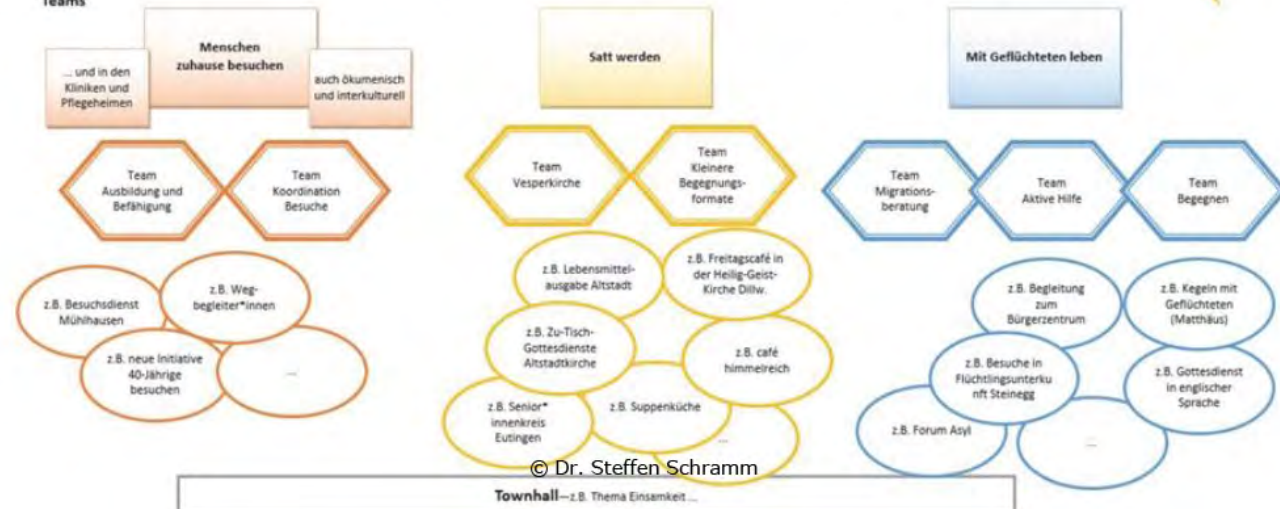 Teams
Menschen
zuhause besuchen
... und in den
Kliniken und
Pflegeheimen
auch ökumenisch
und interkulturell
Satt werden
Mit Geflüchteten leben
Team
Ausbildung und
Befähigung
Team
Koordination
Besuche
Team
Vesperkirche
Team
Kleinere
Begegnungs-
formate
Team
Migrations-
beratung
Team
Aktive Hilfe
Team
Begegnen
z.B. Besuchsdienst
Mühlhausen
z.B. Weg-
begleiter*innen
z.B. neue Initiative
40-Jährige
besuchen
...
z.B. Lebensmittel-
ausgabe Altstadt
z.B. Freitagscafé in
der Heilig-Geist-
Kirche Dillw.
z.B. Zu-Tisch-
Gottesdienste
Altstadtkirche
z.B. café
himmelreich
z.B. Senior*
innenkreis
Eutingen
z.B. Suppenküche
...
z.B. Begleitung
zum
Bürgerzentrum
z.B. Kegeln mit
Geflüchteten
(Matthäus)
z.B. Besuche in
Flüchtlingsunterku
nft Steinegg
z.B. Gottesdienst
in englischer
Sprache
z.B. Forum Asyl
...
© Dr. Steffen Schramm
Townhall—z.B. Thema Einsamkeit ...